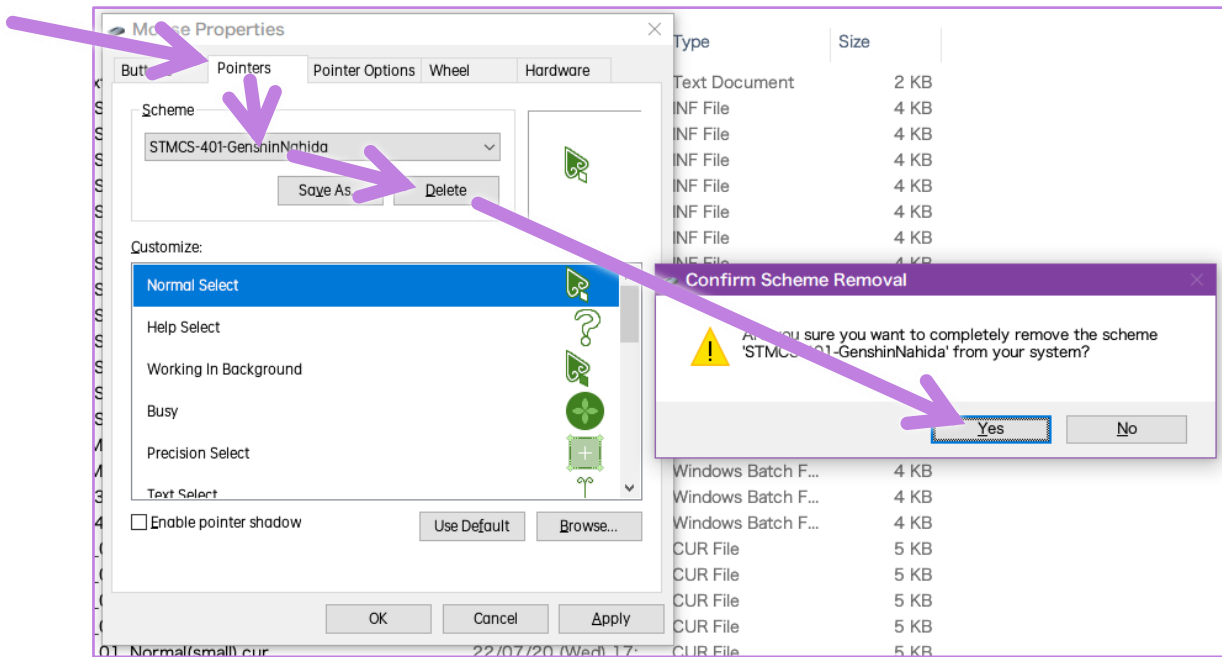 Mouse Properties
Pointers
Pointer Options
Wheel
Hardware
Scheme
STMCS-401-GenshinNahida
Save As...
Delete
Customize:
Normal Select
Help Select
Working In Background
Busy
Precision Select
Text Select
Enable pointer shadow
Use Default
Browse...
OK
Cancel
Apply
Type
Size
Text Document
2 KB
INF File
4 KB
INF File
4 KB
INF File
4 KB
INF File
4 KB
INF File
4 KB
INF File
4 KB
INF File
4 KB
Confirm Scheme Removal
Are you sure you want to completely remove the scheme
'STMCS-401-GenshinNahida' from your system?
Yes
No
Windows Batch F...
4 KB
Windows Batch F...
4 KB
Windows Batch F...
4 KB
CUR File
5 KB
CUR File
5 KB
CUR File
5 KB
CUR File
5 KB
01_Normal(small).cur
22/07/20 (Wed) 17:
CUR File
5 KB